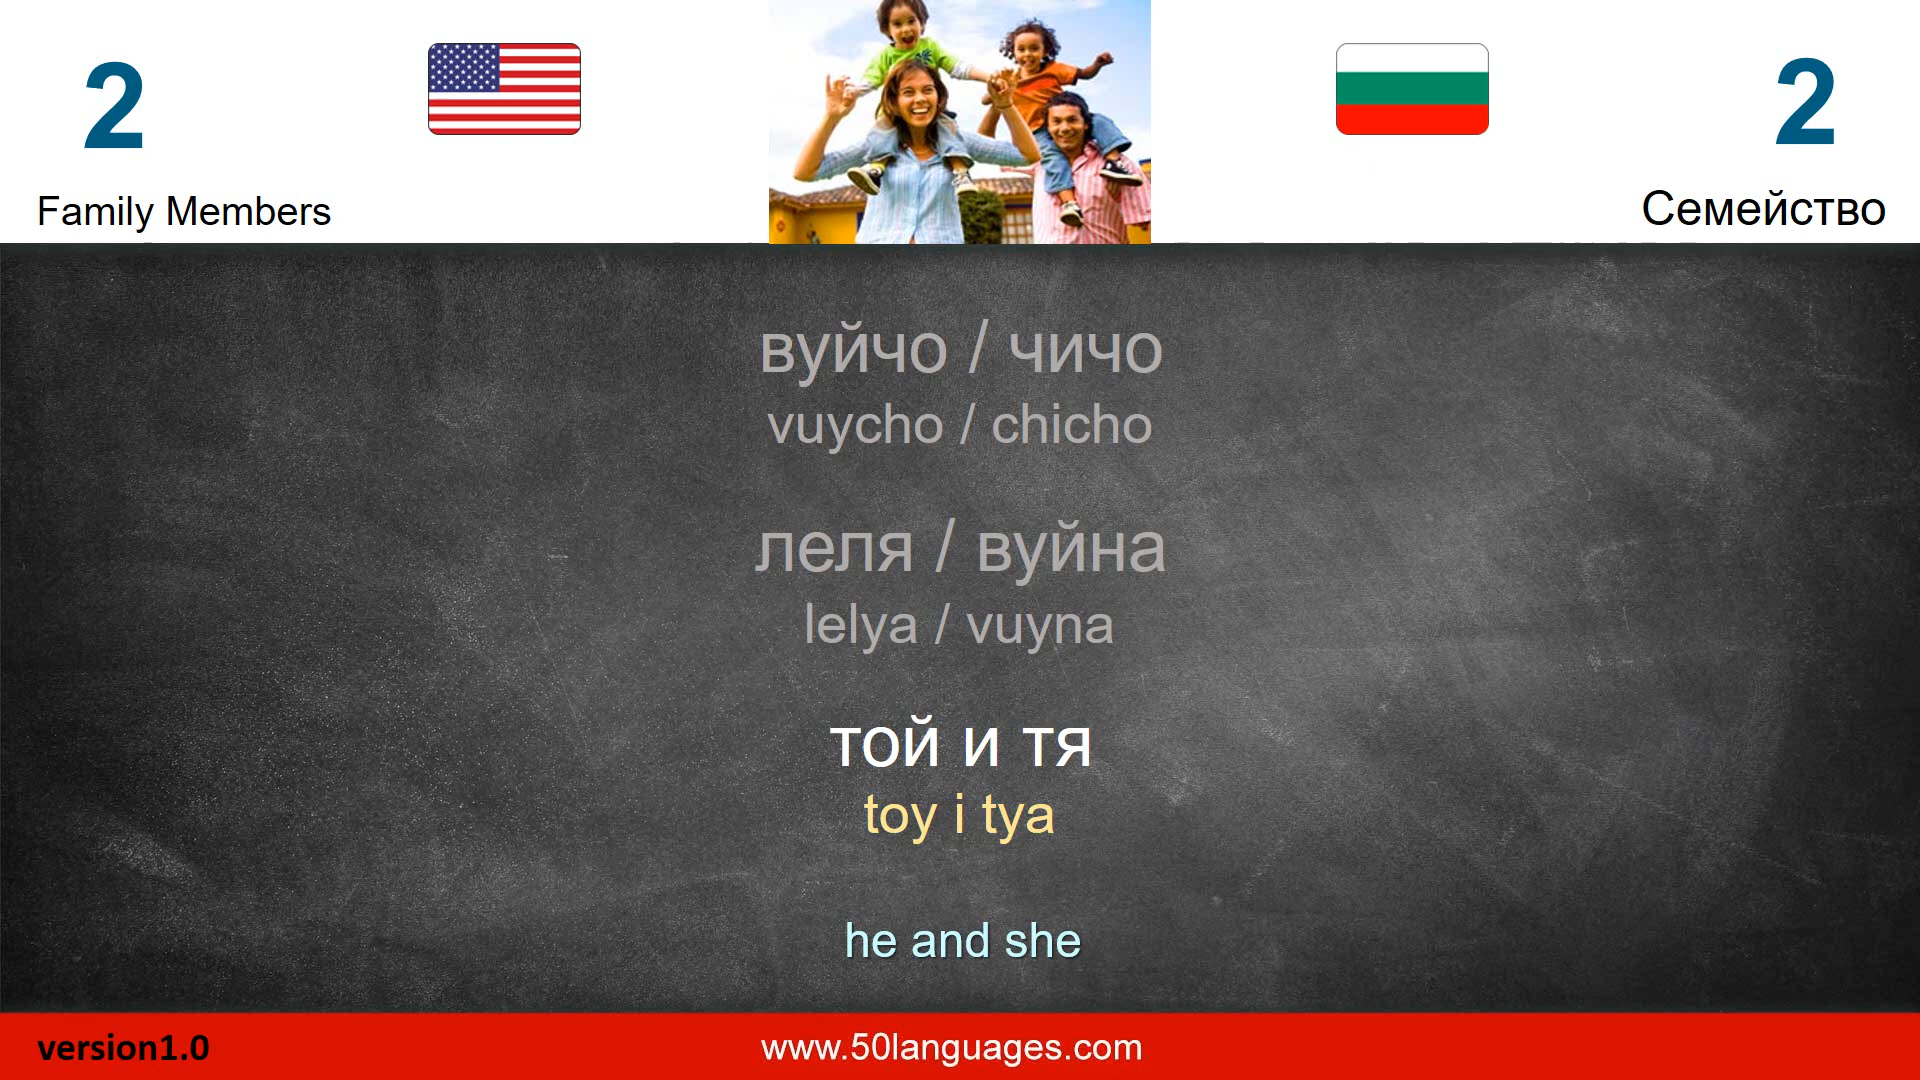 2
2
Family Members
Семейство
вуйчо / чичо
vuycho / chicho
леля / вуйна
lelya / vuyna
той и тя
toy i tya
he and she
version1.0
www.50languages.com